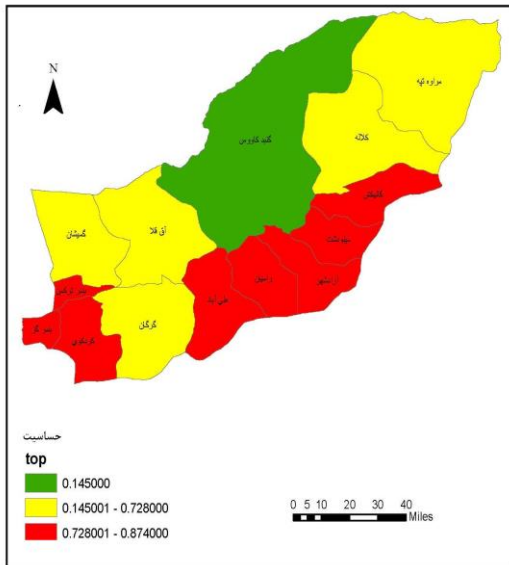 N
مراوه تپه
کلاله
گنبد کاووس
گالیکش
گمیشان
آق قلا
مینودشت
آزادشهر
رامیان
علی آباد
بندر ترکمن
بندر گز
کردکوی
گرگان
حساسیت
top
0.145000
0.145001 - 0.728000
0.728001 - 0.874000
0 5 10 20 30 40
Miles